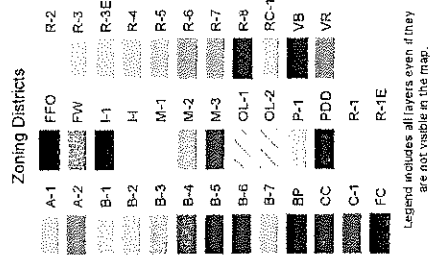 Zoning Districts
A-1
A-2
B-1
B-2
B-3
B-4
B-5
B-6
B-7
BP
CC
C-1
FC
FFO
FW
I-1
I-I
M-1
M-2
M-3
OL-1
OL-2
P-1
PDD
R-1
R-1E
R-2
R-3
R-3E
R-4
R-5
R-6
R-7
R-8
RC-1
VB
VR
Legend includes all layers even if they
are not visible in the map.